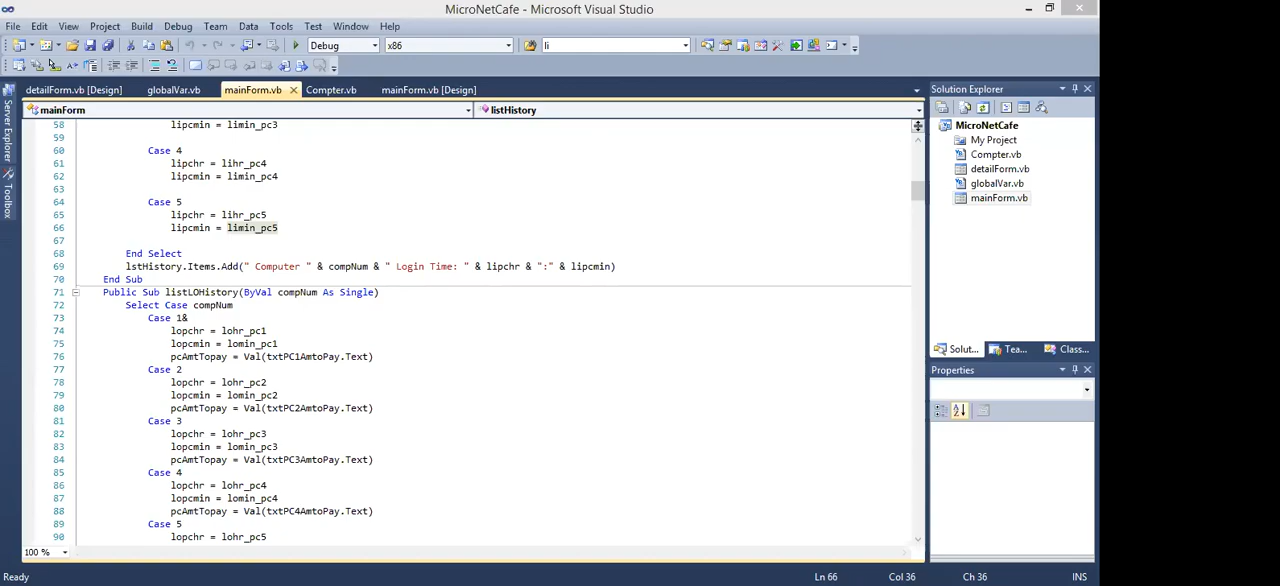 MicroNetCafe - Microsoft Visual Studio
File Edit View Project Build Debug Team Data Tools Test Window Help
Debug x86 li
detailForm.vb [Design] globalVar.vb mainForm.vb Compter.vb mainForm.vb [Design]
mainForm listHistory
58 lipcmin = limin_pc3
59
60 Case 4
61 lipchr = lihr_pc4
62 lipcmin = limin_pc4
63
64 Case 5
65 lipchr = lihr_pc5
66 lipcmin = limin_pc5
67
68 End Select
69 lstHistory.Items.Add(" Computer " & compNum & " Login Time: " & lipchr & ":" & lipcmin)
70 End Sub
71 Public Sub listLOHistory(ByVal compNum As Single)
72 Select Case compNum
73 Case 1&
74 lopchr = lohr_pc1
75 lopcmin = lomin_pc1
76 pcAmtTopay = Val(txtPC1AmtoPay.Text)
77 Case 2
78 lopchr = lohr_pc2
79 lopcmin = lomin_pc2
80 pcAmtTopay = Val(txtPC2AmtoPay.Text)
81 Case 3
82 lopchr = lohr_pc3
83 lopcmin = lomin_pc3
84 pcAmtTopay = Val(txtPC3AmtoPay.Text)
85 Case 4
86 lopchr = lohr_pc4
87 lopcmin = lomin_pc4
88 pcAmtTopay = Val(txtPC4AmtoPay.Text)
89 Case 5
90 lopchr = lohr_pc5
100 %
Server Explorer
Toolbox
Solution Explorer
MicroNetCafe
My Project
Compter.vb
detailForm.vb
globalVar.vb
mainForm.vb
Solut... Tea... Class...
Properties
Ready Ln 66 Col 36 Ch 36 INS